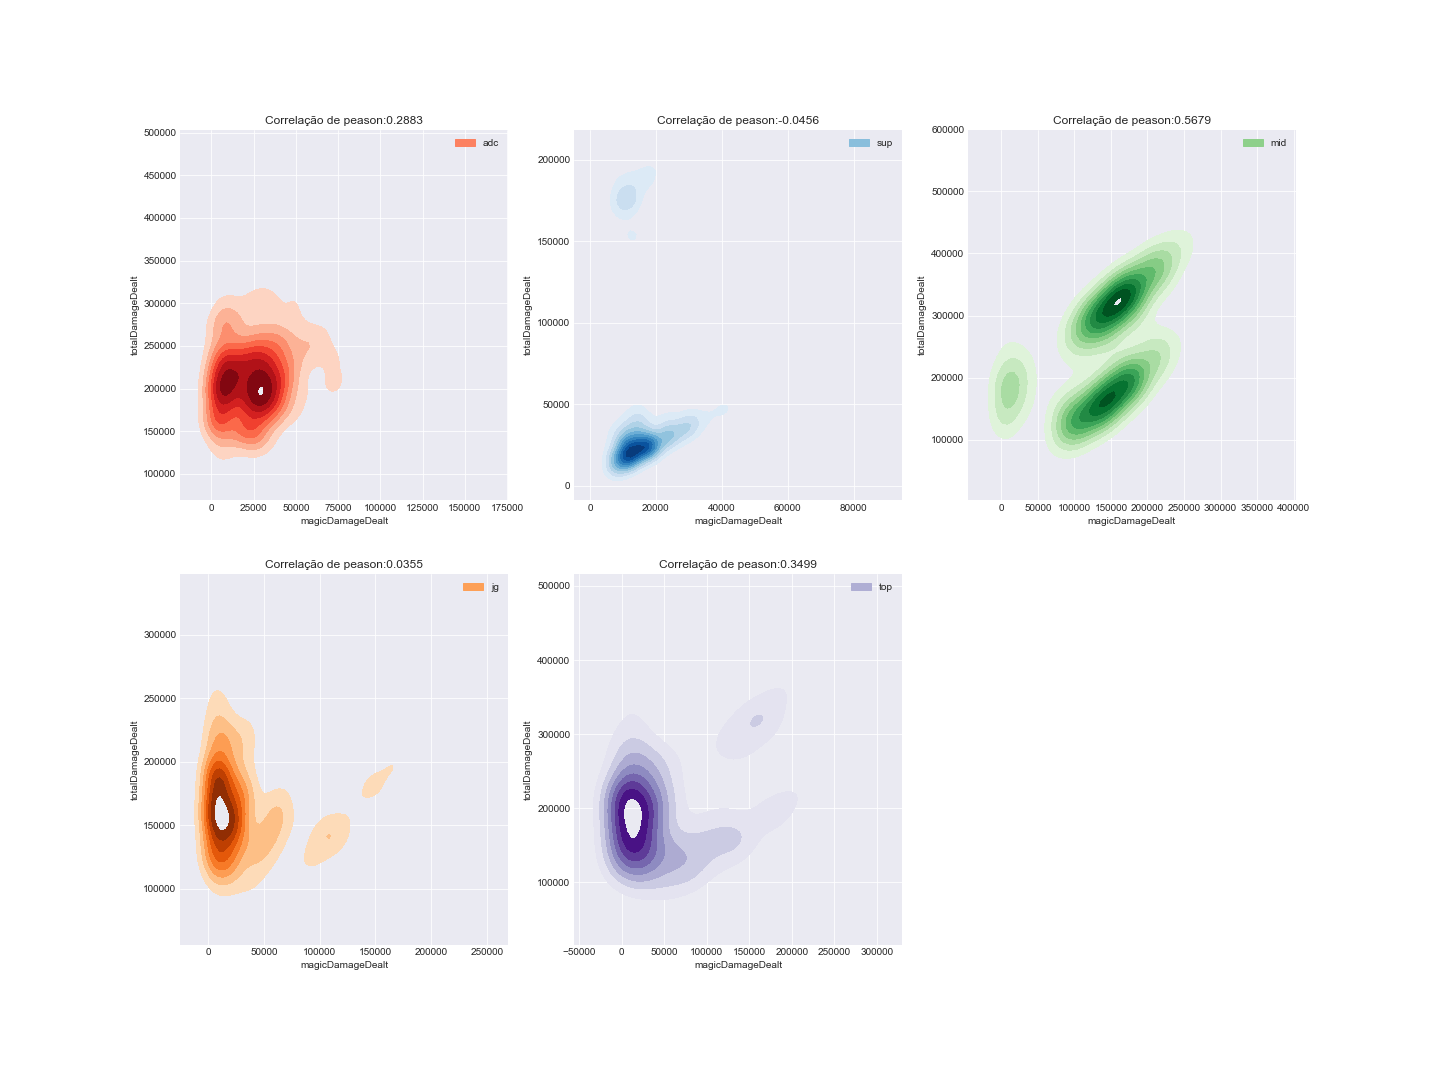 Correlação de peason:0.2883
adc
500000
450000
400000
350000
300000
250000
200000
150000
100000
totalDamageDealt
0 25000 50000 75000 100000 125000 150000 175000
magicDamageDealt
Correlação de peason:-0.0456
sup
200000
150000
100000
50000
0
totalDamageDealt
0 20000 40000 60000 80000
magicDamageDealt
Correlação de peason:0.5679
mid
600000
500000
400000
300000
200000
100000
totalDamageDealt
0 50000 100000 150000 200000 250000 300000 350000 400000
magicDamageDealt
Correlação de peason:0.0355
jg
300000
250000
200000
150000
100000
totalDamageDealt
0 50000 100000 150000 200000 250000
magicDamageDealt
Correlação de peason:0.3499
top
500000
400000
300000
200000
100000
totalDamageDealt
−50000 0 50000 100000 150000 200000 250000 300000
magicDamageDealt